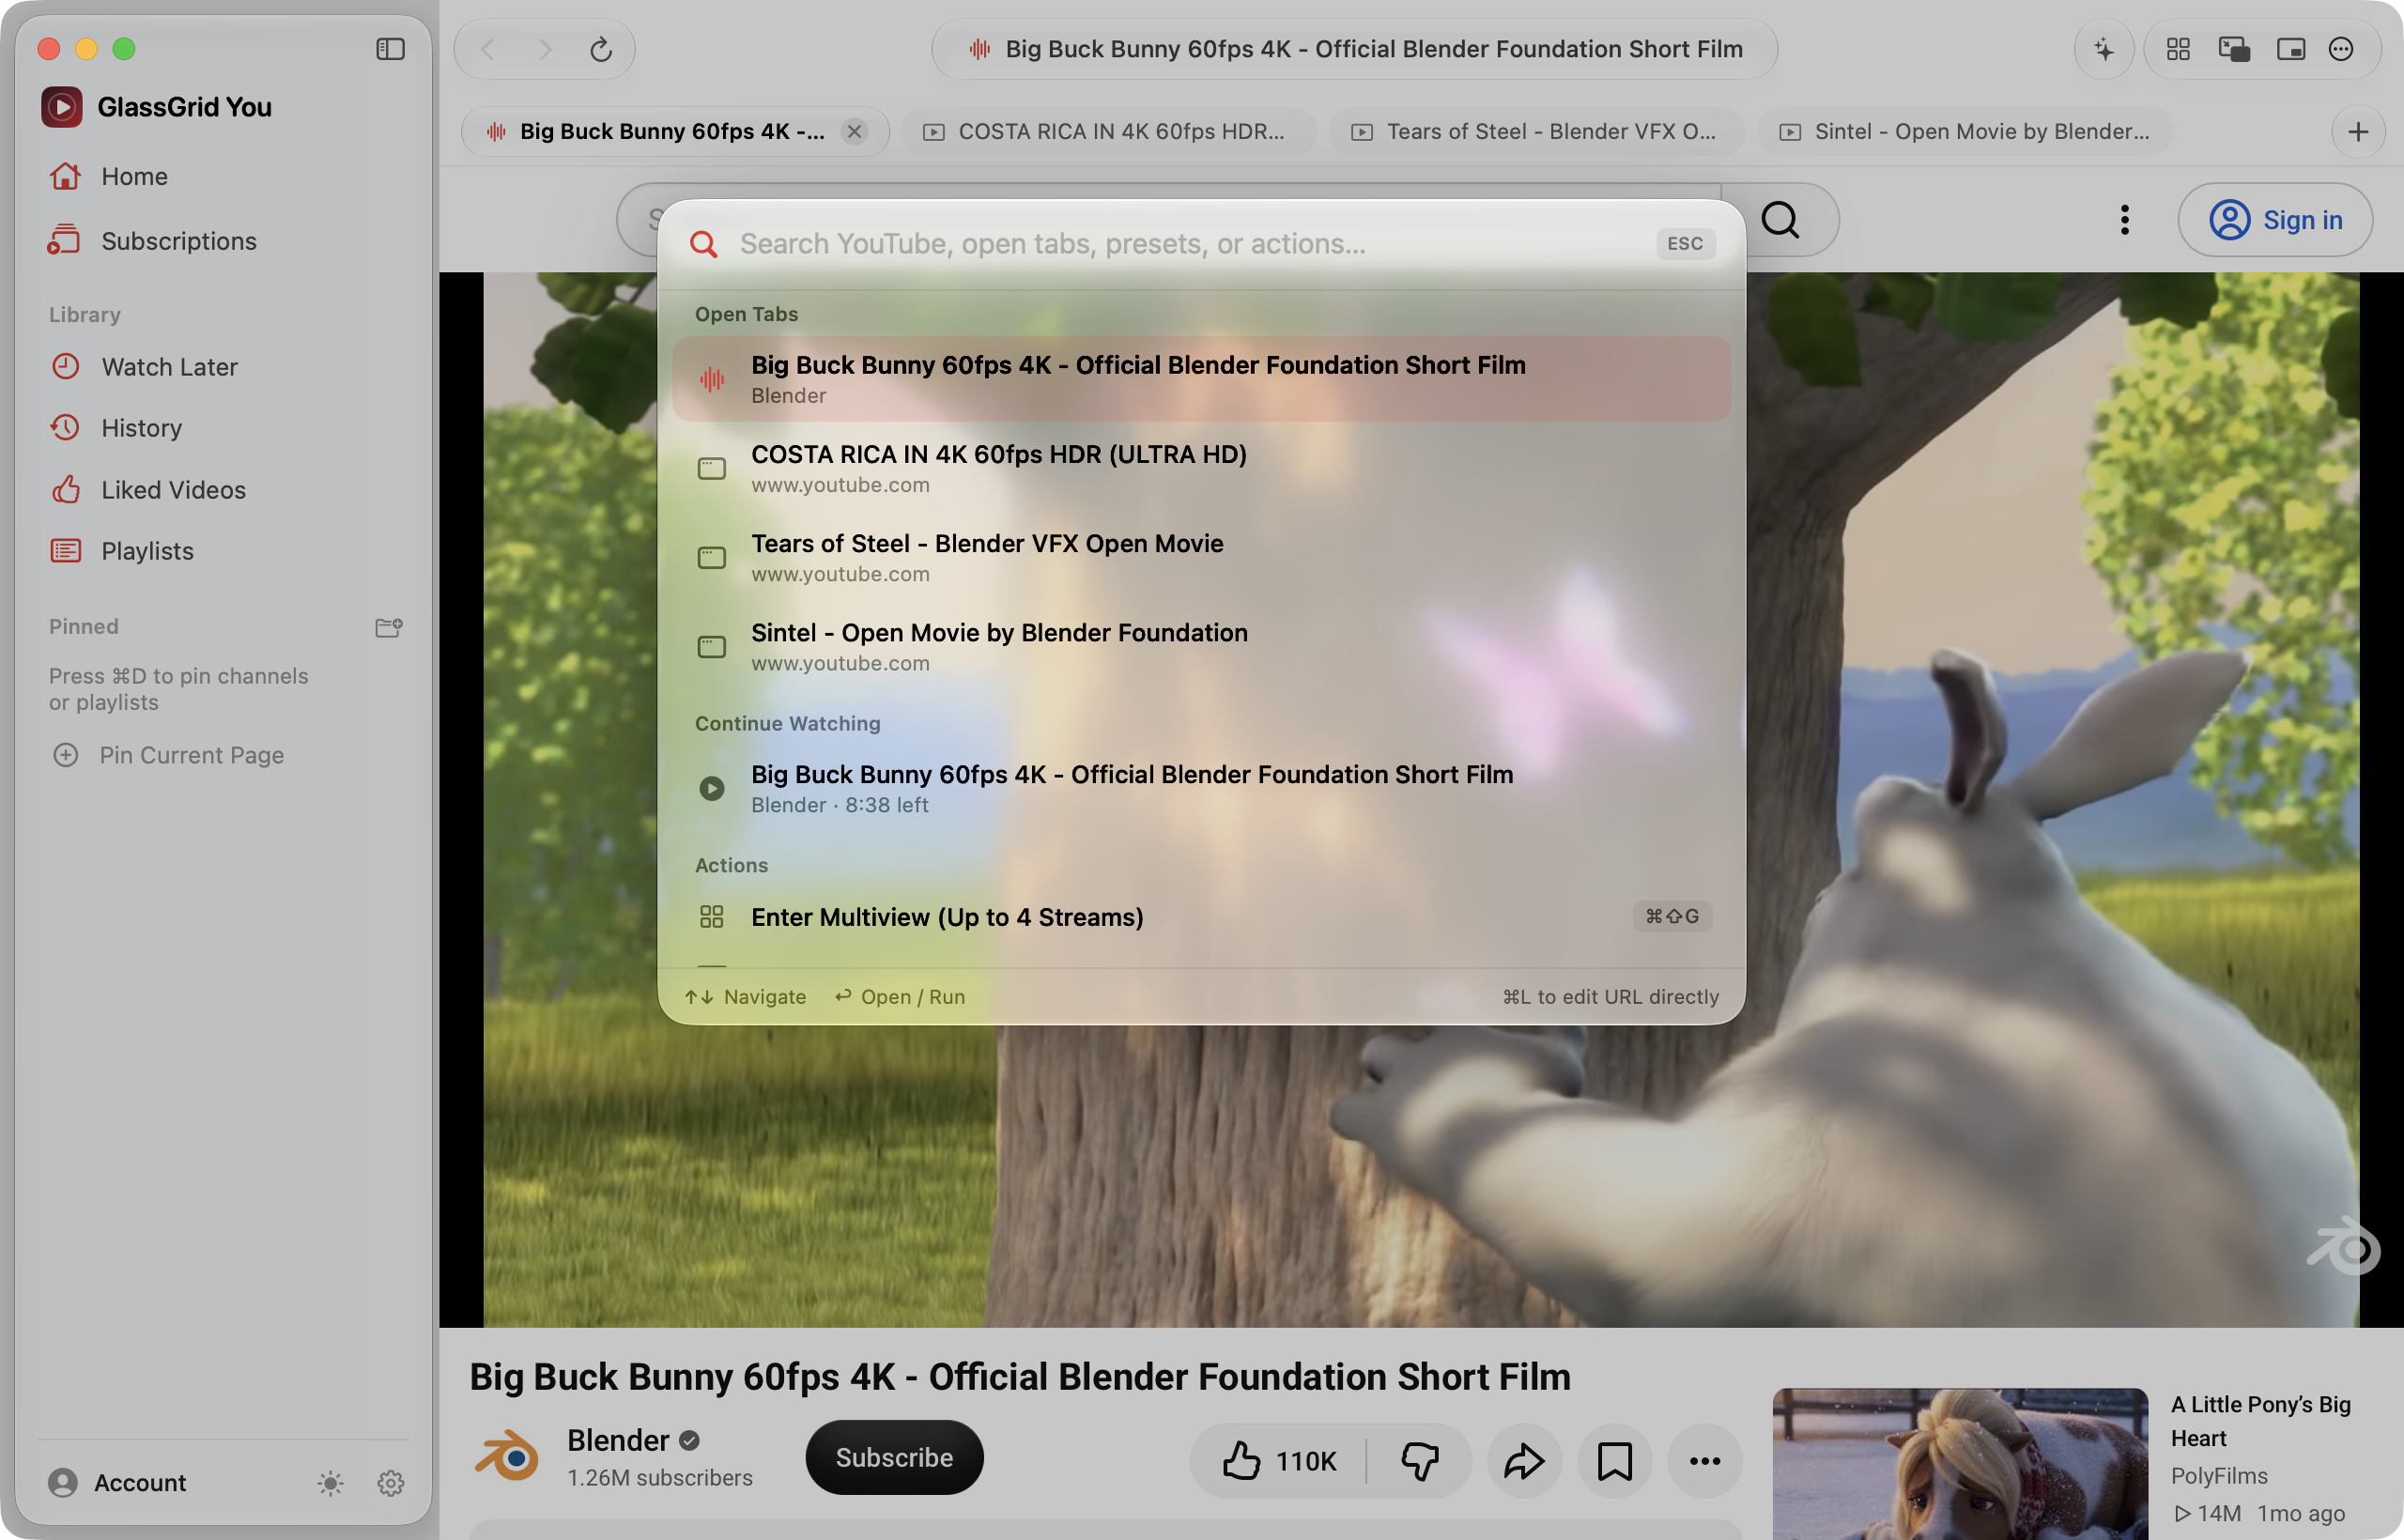 GlassGrid You
Home
Subscriptions
Library
Watch Later
History
Liked Videos
Playlists
Pinned
Press ⌘D to pin channels
or playlists
Pin Current Page
Account
Big Buck Bunny 60fps 4K - Official Blender Foundation Short Film
Big Buck Bunny 60fps 4K -...
COSTA RICA IN 4K 60fps HDR...
Tears of Steel - Blender VFX O...
Sintel - Open Movie by Blender...
Sign in
Search YouTube, open tabs, presets, or actions...
ESC
Open Tabs
Big Buck Bunny 60fps 4K - Official Blender Foundation Short Film
Blender
COSTA RICA IN 4K 60fps HDR (ULTRA HD)
www.youtube.com
Tears of Steel - Blender VFX Open Movie
www.youtube.com
Sintel - Open Movie by Blender Foundation
www.youtube.com
Continue Watching
Big Buck Bunny 60fps 4K - Official Blender Foundation Short Film
Blender · 8:38 left
Actions
Enter Multiview (Up to 4 Streams)
⌘⇧G
↑↓ Navigate
↩ Open / Run
⌘L to edit URL directly
Big Buck Bunny 60fps 4K - Official Blender Foundation Short Film
Blender
1.26M subscribers
Subscribe
110K
A Little Pony’s Big
Heart
PolyFilms
14M 1mo ago